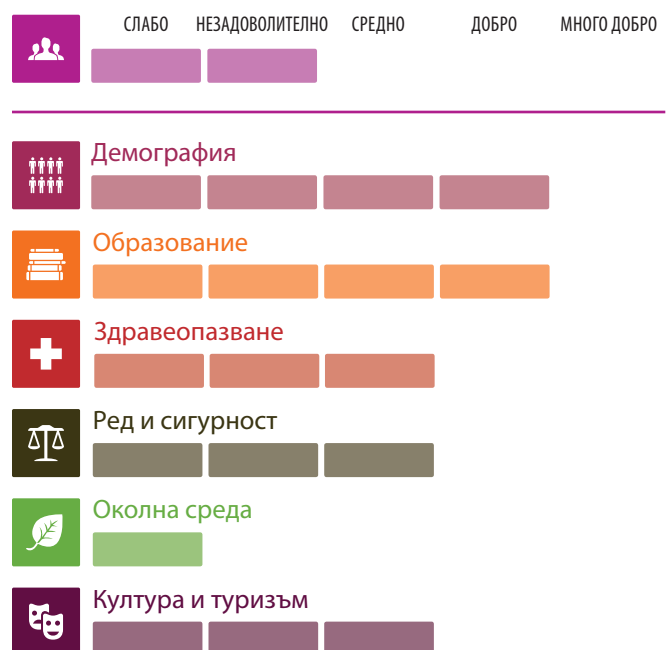 СЛАБО НЕЗАДОВОЛИТЕЛНО СРЕДНО ДОБРО МНОГО ДОБРО
Демография
Образование
Здравеопазване
Ред и сигурност
Околна среда
Култура и туризъм